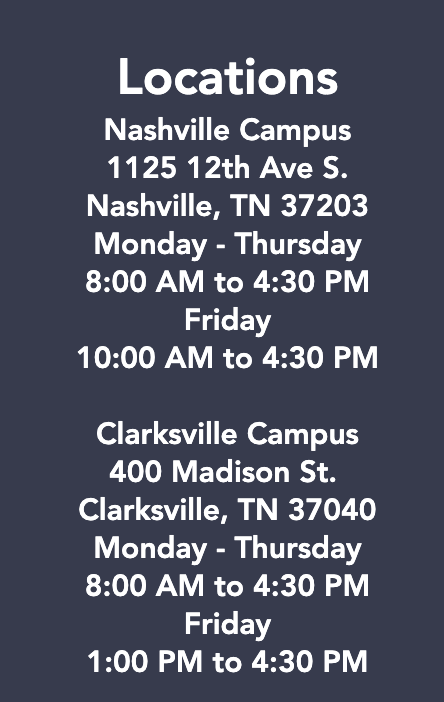 Locations
Nashville Campus
1125 12th Ave S.
Nashville, TN 37203
Monday - Thursday
8:00 AM to 4:30 PM
Friday
10:00 AM to 4:30 PM
Clarksville Campus
400 Madison St.
Clarksville, TN 37040
Monday - Thursday
8:00 AM to 4:30 PM
Friday
1:00 PM to 4:30 PM